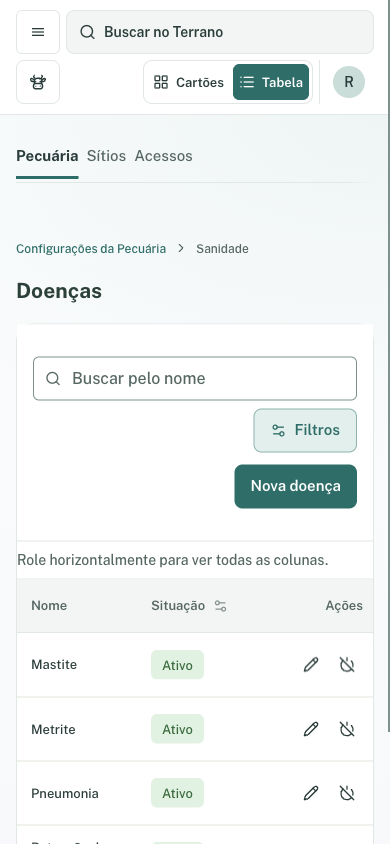 Buscar no Terrano
Cartões
Tabela
R
Pecuária Sítios Acessos
Configurações da Pecuária > Sanidade
Doenças
Buscar pelo nome
Filtros
Nova doença
Role horizontalmente para ver todas as colunas.
Nome Situação Ações
Mastite Ativo
Metrite Ativo
Pneumonia Ativo